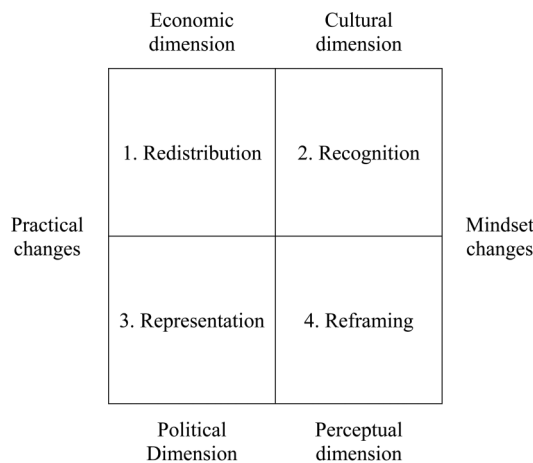 Economic
dimension
Cultural
dimension
1. Redistribution
2. Recognition
Practical
changes
Mindset
changes
3. Representation
4. Reframing
Political
Dimension
Perceptual
dimension